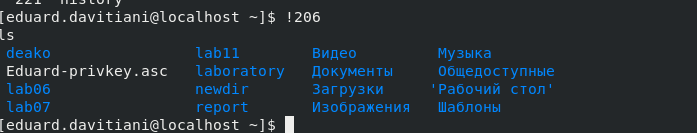 221  history
[eduard.davitiani@localhost ~]$ !206
ls
deako lab11 Видео Музыка
Eduard-privkey.asc laboratory Документы Общедоступные
lab06 newdir Загрузки 'Рабочий стол'
lab07 report Изображения Шаблоны
[eduard.davitiani@localhost ~]$